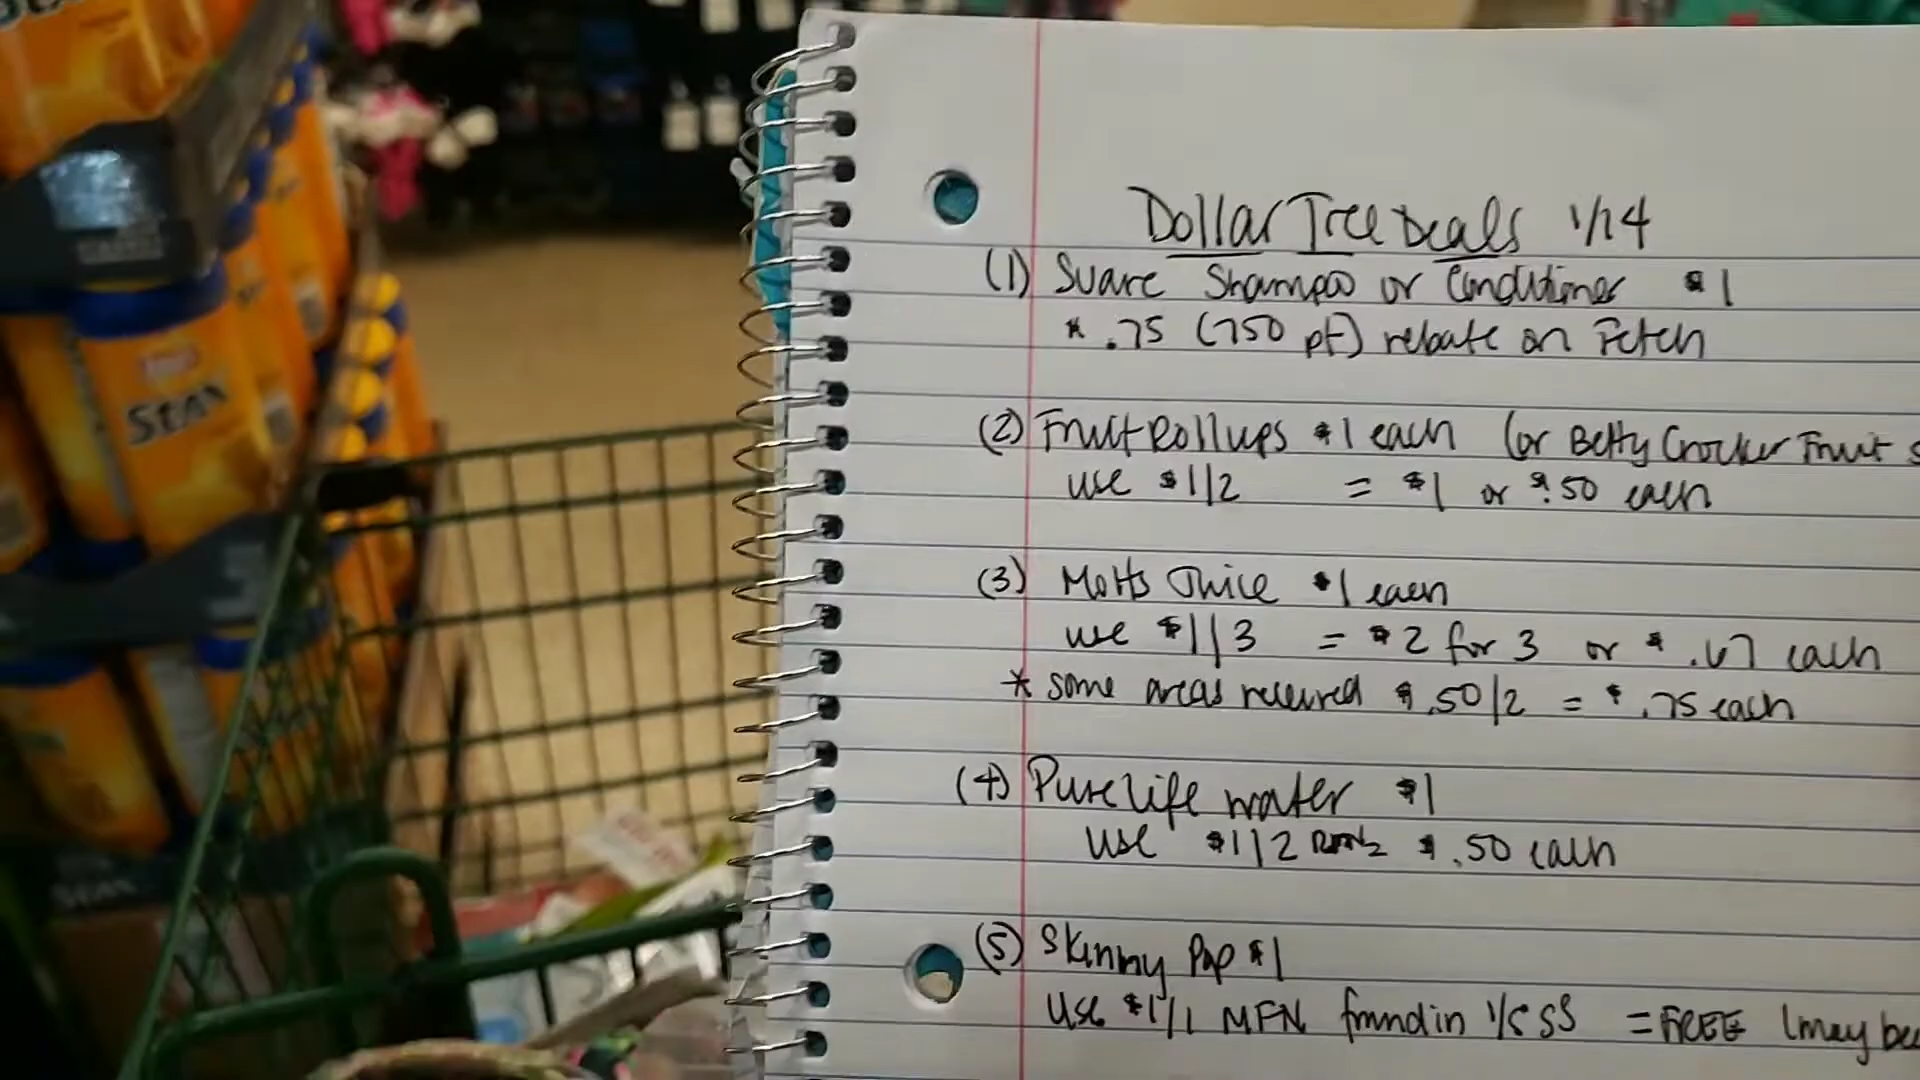 Stax
Dollar Tree Deals 1/14
(1) Suave Shampoo or Conditioner $1
* .75 (750 pt) rebate on Fetch
(2) Fruit Rollups $1 each (or Betty Crocker Fruit S
use $1/2 = $1 or $.50 each
(3) Motts Juice $1 each
use $1/3 = $2 for 3 or $.67 each
* some areas received $.50/2 = $.75 each
(4) Pure life water $1
use $1/2 $.50 each
(5) Skinny Pop $1
Use $1/1 MFN found in 1/5 SS = FREE (may be